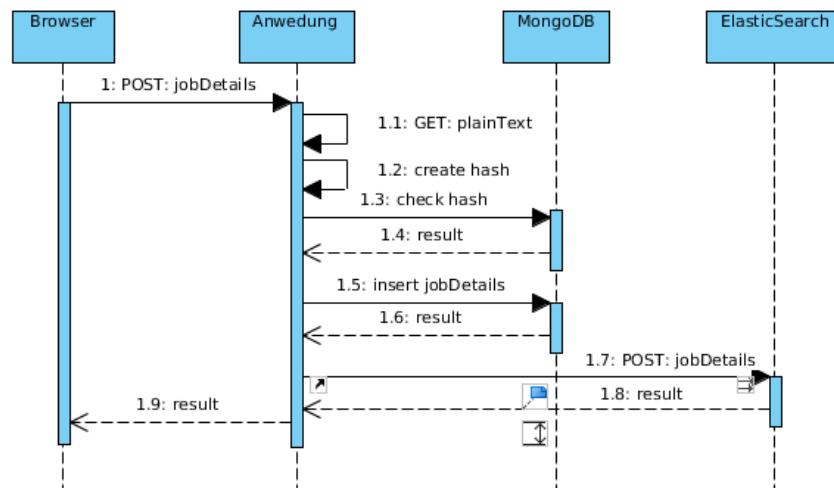 Browser
Anwedung
MongoDB
ElasticSearch
1: POST: jobDetails
1.1: GET: plainText
1.2: create hash
1.3: check hash
1.4: result
1.5: insert jobDetails
1.6: result
1.7: POST: jobDetails
1.8: result
1.9: result